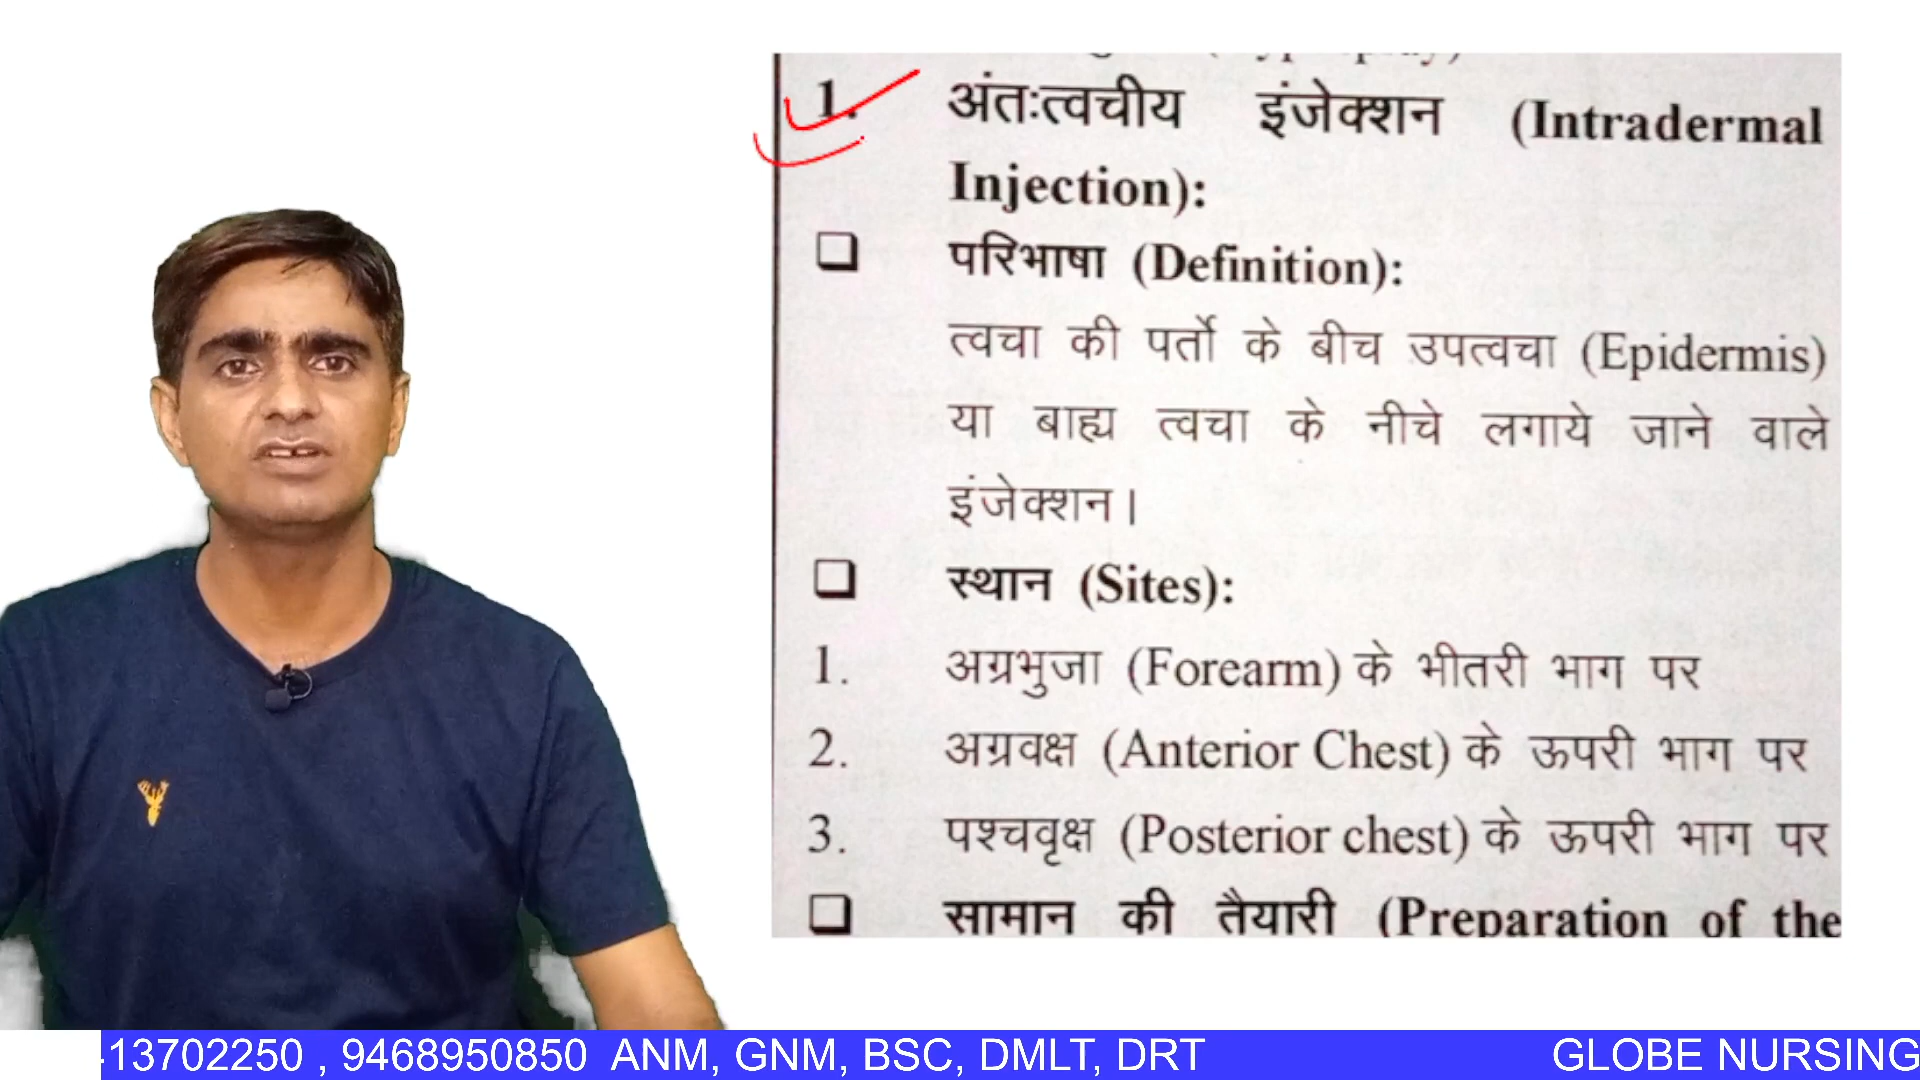 1. अंतःत्वचीय इंजेक्शन (Intradermal
Injection):
❑ परिभाषा (Definition):
त्वचा की पर्तो के बीच उपत्वचा (Epidermis)
या बाह्य त्वचा के नीचे लगाये जाने वाले
इंजेक्शन।
❑ स्थान (Sites):
1. अग्रभुजा (Forearm) के भीतरी भाग पर
2. अग्रवक्ष (Anterior Chest) के ऊपरी भाग पर
3. पश्चवृक्ष (Posterior chest) के ऊपरी भाग पर
❑ सामान की तैयारी (Preparation of the
13702250 , 9468950850 ANM, GNM, BSC, DMLT, DRT GLOBE NURSING